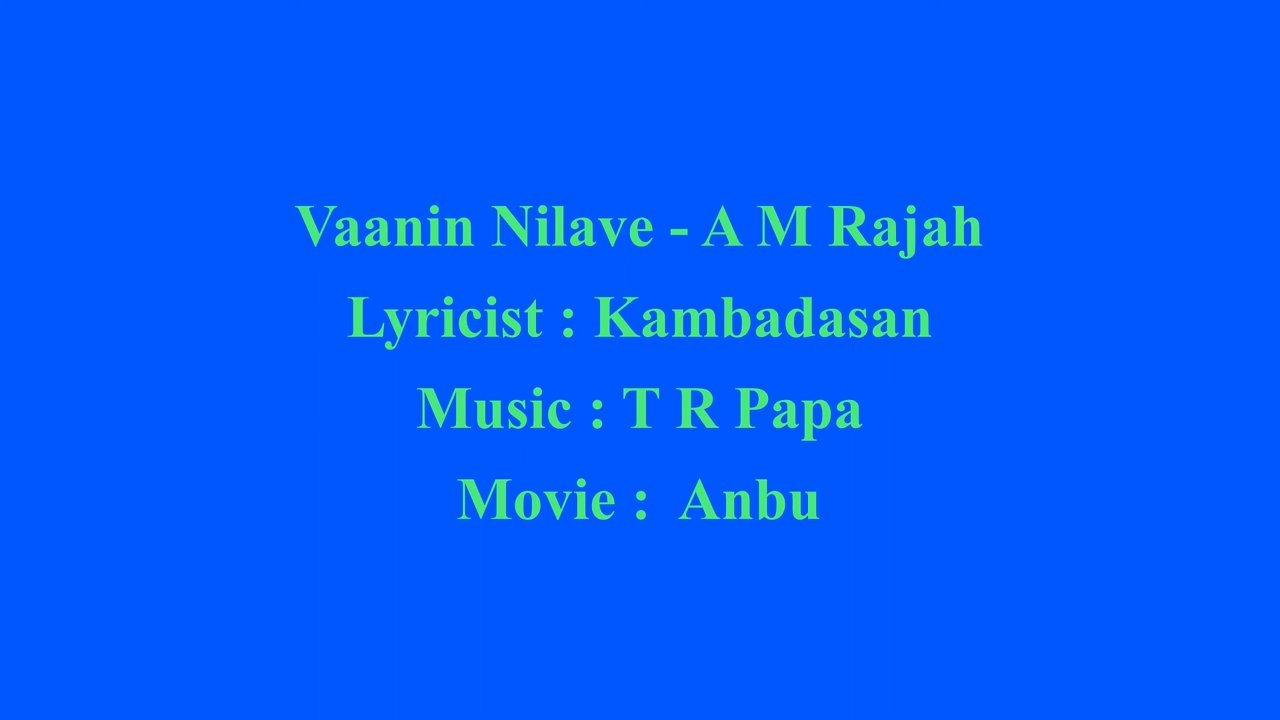 Vaanin Nilave - A M Rajah
Lyricist : Kambadasan
Music : T R Papa
Movie :  Anbu